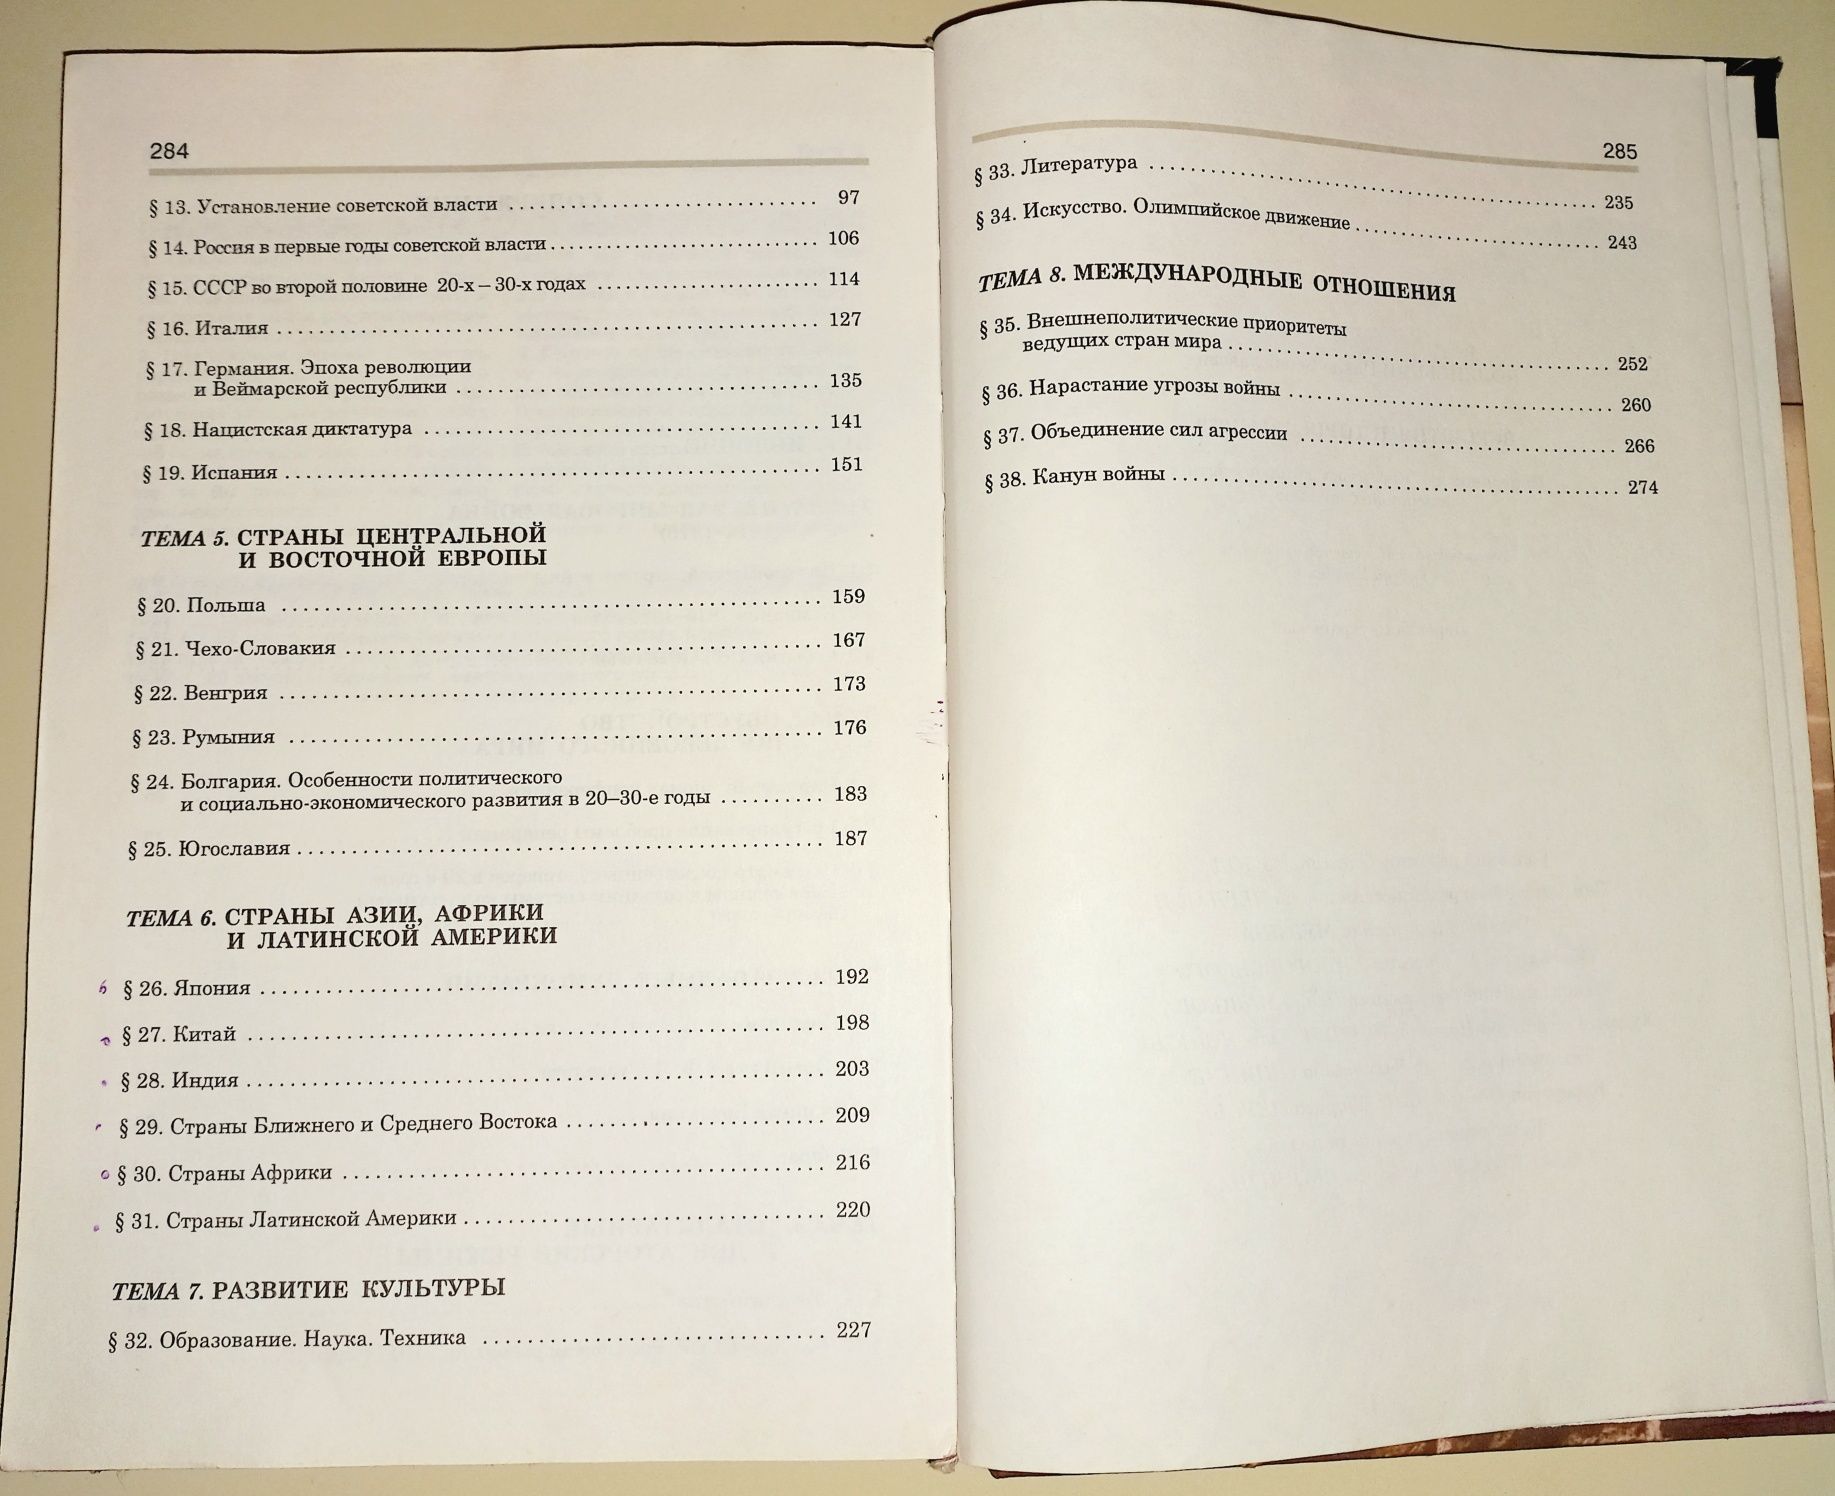 284
§ 13. Установление советской власти .............................. 97
§ 14. Россия в первые годы советской власти .......................... 106
§ 15. СССР во второй половине 20-х – 30-х годах ...................... 114
§ 16. Италия .................................................... 127
§ 17. Германия. Эпоха революции
и Веймарской республики .................................... 135
§ 18. Нацистская диктатура ....................................... 141
§ 19. Испания .................................................... 151
ТЕМА 5. СТРАНЫ ЦЕНТРАЛЬНОЙ
И ВОСТОЧНОЙ ЕВРОПЫ
§ 20. Польша .................................................... 159
§ 21. Чехо-Словакия .............................................. 167
§ 22. Венгрия .................................................... 173
§ 23. Румыния ................................................... 176
§ 24. Болгария. Особенности политического
и социально-экономического развития в 20–30-е годы .......... 183
§ 25. Югославия .................................................. 187
ТЕМА 6. СТРАНЫ АЗИИ, АФРИКИ
И ЛАТИНСКОЙ АМЕРИКИ
§ 26. Япония ..................................................... 192
§ 27. Китай ...................................................... 198
§ 28. Индия ...................................................... 203
§ 29. Страны Ближнего и Среднего Востока ......................... 209
§ 30. Страны Африки .............................................. 216
§ 31. Страны Латинской Америки ................................... 220
ТЕМА 7. РАЗВИТИЕ КУЛЬТУРЫ
§ 32. Образование. Наука. Техника ................................. 227
285
§ 33. Литература ................................................. 235
§ 34. Искусство. Олимпийское движение ........................... 243
ТЕМА 8. МЕЖДУНАРОДНЫЕ ОТНОШЕНИЯ
§ 35. Внешнеполитические приоритеты
ведущих стран мира ......................................... 252
§ 36. Нарастание угрозы войны .................................... 260
§ 37. Объединение сил агрессии ................................... 266
§ 38. Канун войны ................................................ 274